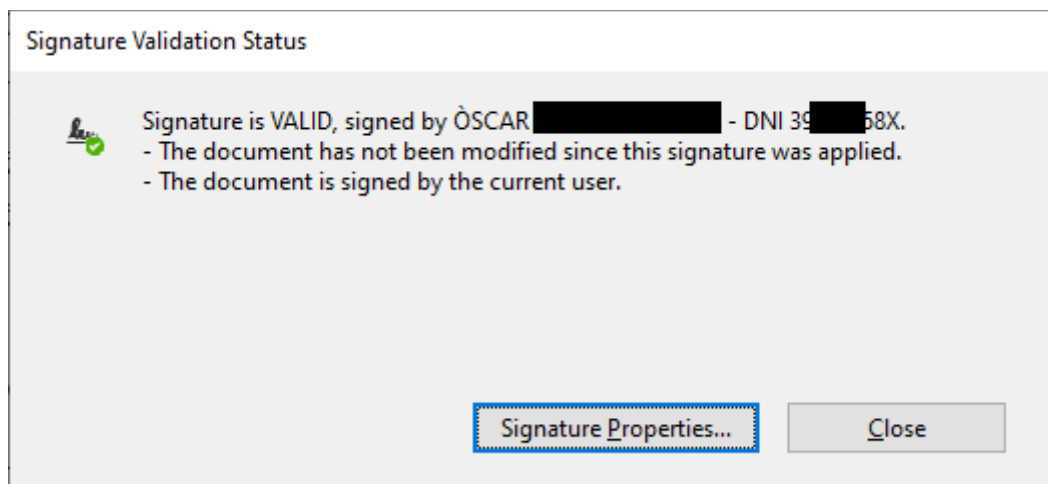 Signature Validation Status
Signature is VALID, signed by ÒSCAR - DNI 39 58X.
- The document has not been modified since this signature was applied.
- The document is signed by the current user.
Signature Properties... Close